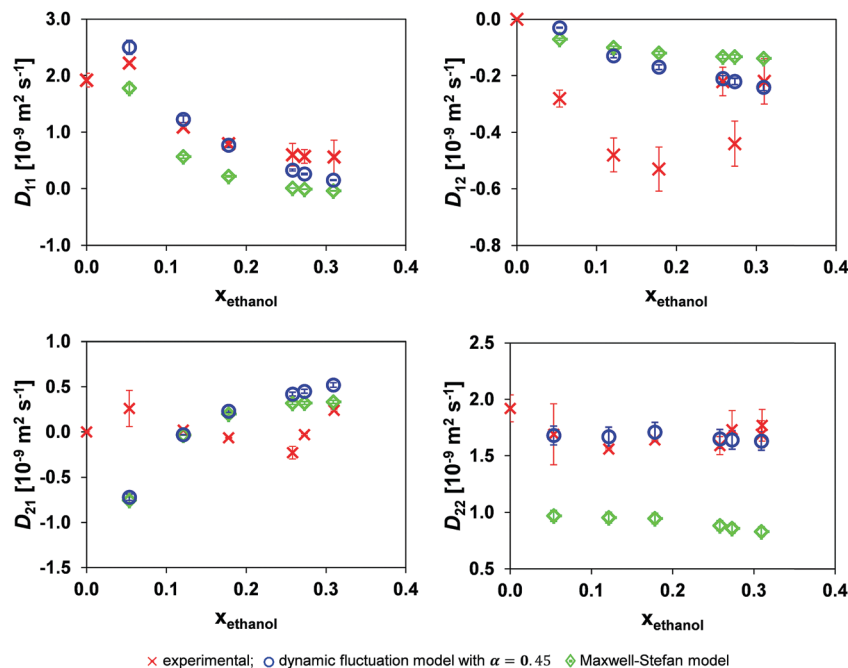 3.0
2.0
1.0
0.0
-1.0
D₁₁ [10⁻⁹ m² s⁻¹]
0.0 0.1 0.2 0.3 0.4
xethanol
0.0
-0.2
-0.4
-0.6
-0.8
D₁₂ [10⁻⁹ m² s⁻¹]
0.0 0.1 0.2 0.3 0.4
xethanol
1.0
0.5
0.0
-0.5
-1.0
-1.5
D₂₁ [10⁻⁹ m² s⁻¹]
0.0 0.1 0.2 0.3 0.4
xethanol
2.5
2.0
1.5
1.0
0.5
D₂₂ [10⁻⁹ m² s⁻¹]
0.0 0.1 0.2 0.3 0.4
xethanol
experimental; dynamic fluctuation model with α = 0.45 Maxwell-Stefan model